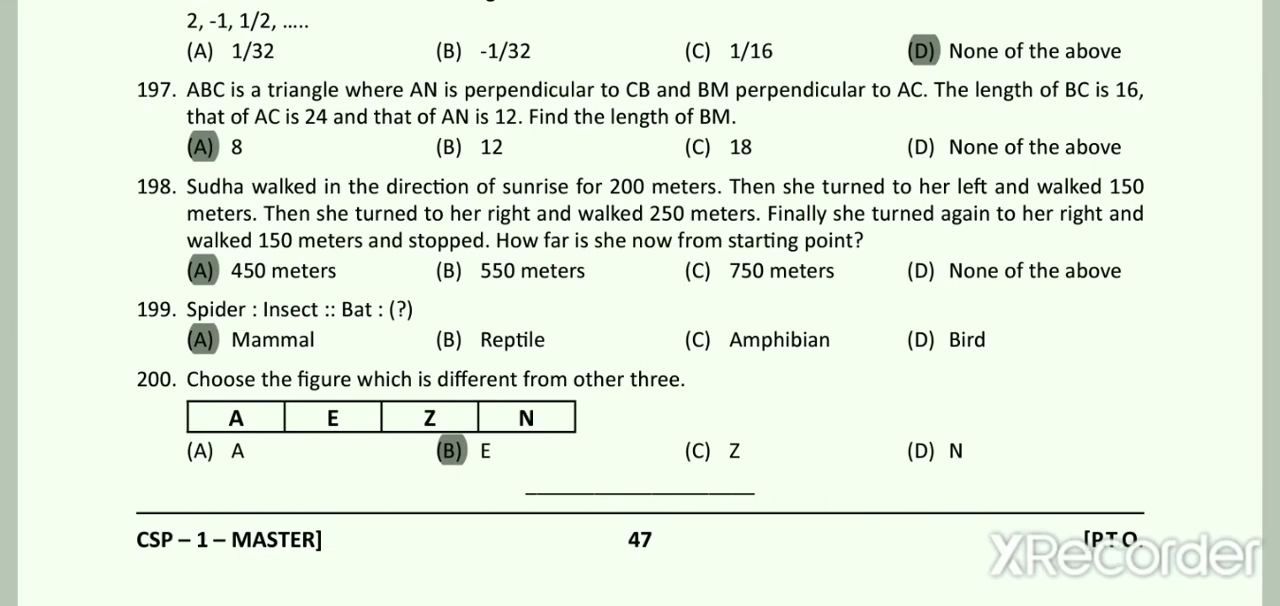 2, -1, 1/2, .....
(A) 1/32 (B) -1/32 (C) 1/16 (D) None of the above
197. ABC is a triangle where AN is perpendicular to CB and BM perpendicular to AC. The length of BC is 16,
that of AC is 24 and that of AN is 12. Find the length of BM.
(A) 8 (B) 12 (C) 18 (D) None of the above
198. Sudha walked in the direction of sunrise for 200 meters. Then she turned to her left and walked 150
meters. Then she turned to her right and walked 250 meters. Finally she turned again to her right and
walked 150 meters and stopped. How far is she now from starting point?
(A) 450 meters (B) 550 meters (C) 750 meters (D) None of the above
199. Spider : Insect :: Bat : (?)
(A) Mammal (B) Reptile (C) Amphibian (D) Bird
200. Choose the figure which is different from other three.
A E Z N
(A) A (B) E (C) Z (D) N
CSP – 1 – MASTER] 47 [P.T.O.
XRecorder